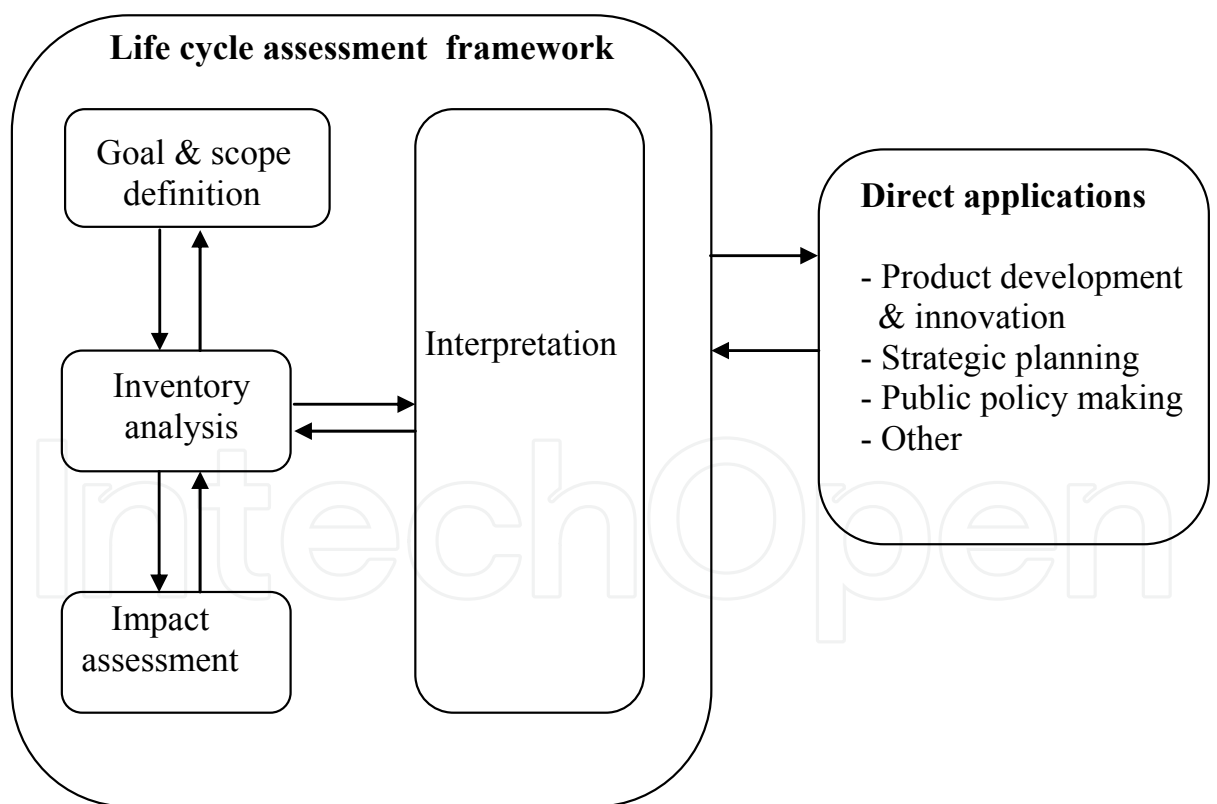 Life cycle assessment framework
Goal & scope
definition
Inventory
analysis
Impact
assessment
Interpretation
Direct applications
- Product development
& innovation
- Strategic planning
- Public policy making
- Other
IntechOpen